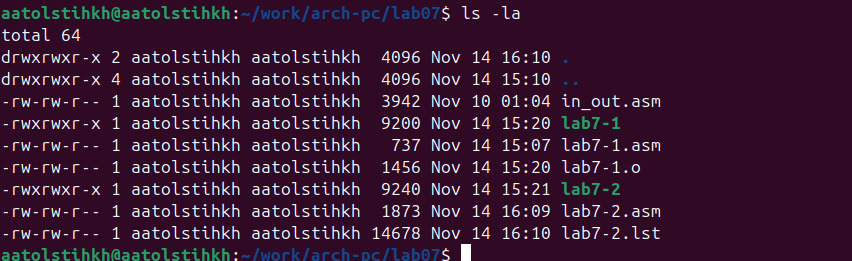 aatolstihkh@aatolstihkh:~/work/arch-pc/lab07$ ls -la
total 64
drwxrwxr-x 2 aatolstihkh aatolstihkh  4096 Nov 14 16:10 .
drwxrwxr-x 4 aatolstihkh aatolstihkh  4096 Nov 14 15:10 ..
-rw-rw-r-- 1 aatolstihkh aatolstihkh  3942 Nov 10 01:04 in_out.asm
-rwxrwxr-x 1 aatolstihkh aatolstihkh  9200 Nov 14 15:20 lab7-1
-rw-rw-r-- 1 aatolstihkh aatolstihkh   737 Nov 14 15:07 lab7-1.asm
-rw-rw-r-- 1 aatolstihkh aatolstihkh  1456 Nov 14 15:20 lab7-1.o
-rwxrwxr-x 1 aatolstihkh aatolstihkh  9240 Nov 14 15:21 lab7-2
-rw-rw-r-- 1 aatolstihkh aatolstihkh  1873 Nov 14 16:09 lab7-2.asm
-rw-rw-r-- 1 aatolstihkh aatolstihkh 14678 Nov 14 16:10 lab7-2.lst
aatolstihkh@aatolstihkh:~/work/arch-pc/lab07$